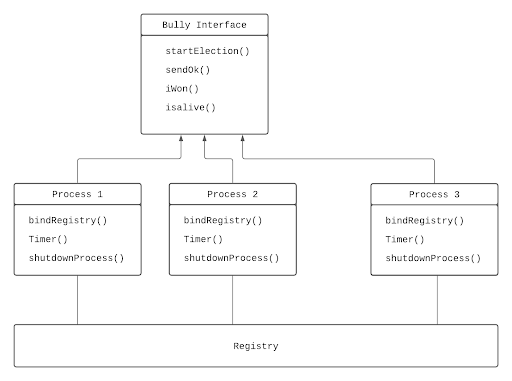 Bully Interface
startElection()
sendOk()
iWon()
isalive()
Process 1
bindRegistry()
Timer()
shutdownProcess()
Process 2
bindRegistry()
Timer()
shutdownProcess()
Process 3
bindRegistry()
Timer()
shutdownProcess()
Registry